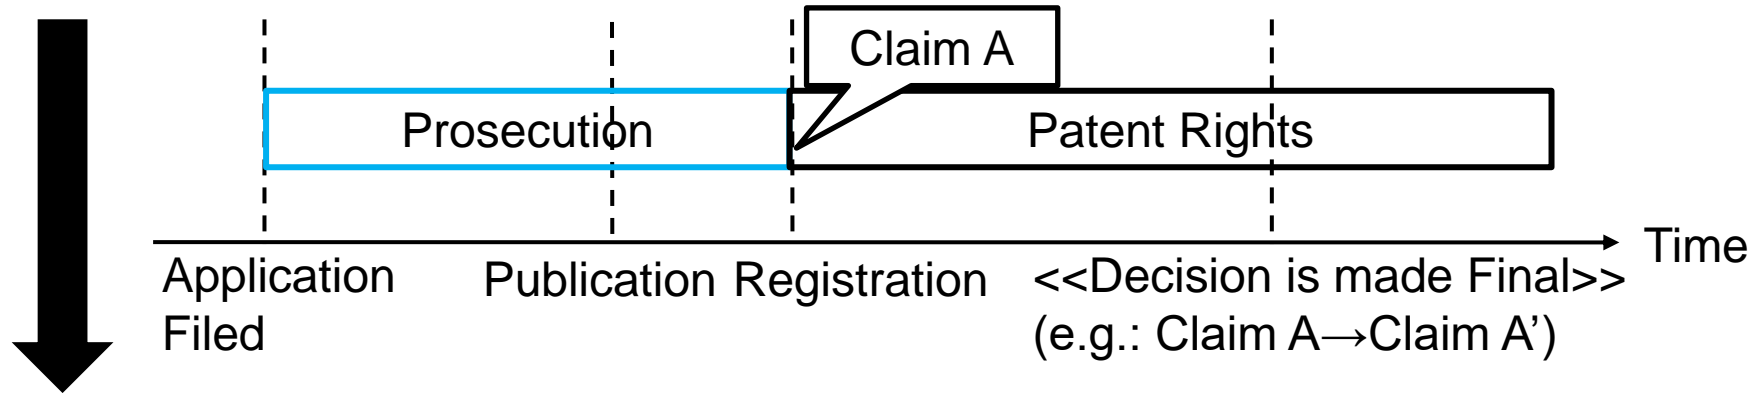 Claim A
Prosecution
Patent Rights
Time
Application
Filed
Publication
Registration
<<Decision is made Final>>
(e.g.: Claim A→Claim A’)